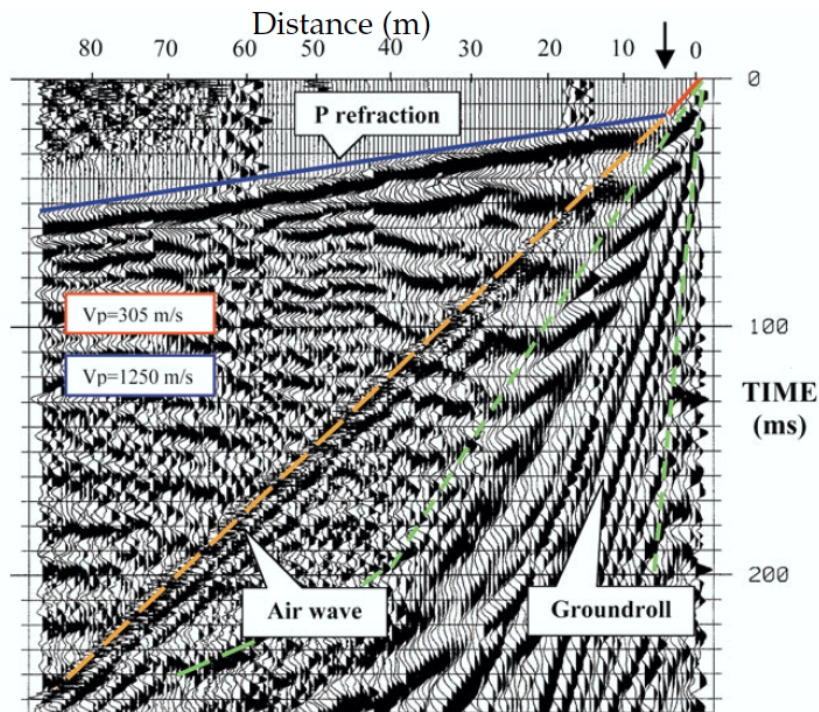 Distance (m)
80 70 60 50 40 30 20 10 0
0
P refraction
Vp=305 m/s
100
Vp=1250 m/s
TIME
(ms)
200
Air wave
Groundroll